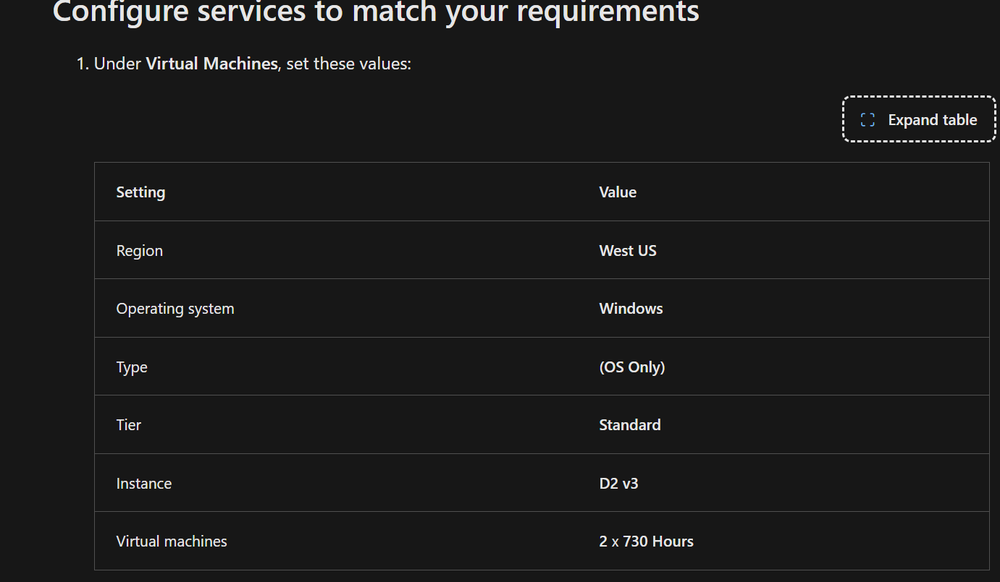 Configure services to match your requirements
1. Under Virtual Machines, set these values:
Expand table
Setting Value
Region West US
Operating system Windows
Type (OS Only)
Tier Standard
Instance D2 v3
Virtual machines 2 x 730 Hours